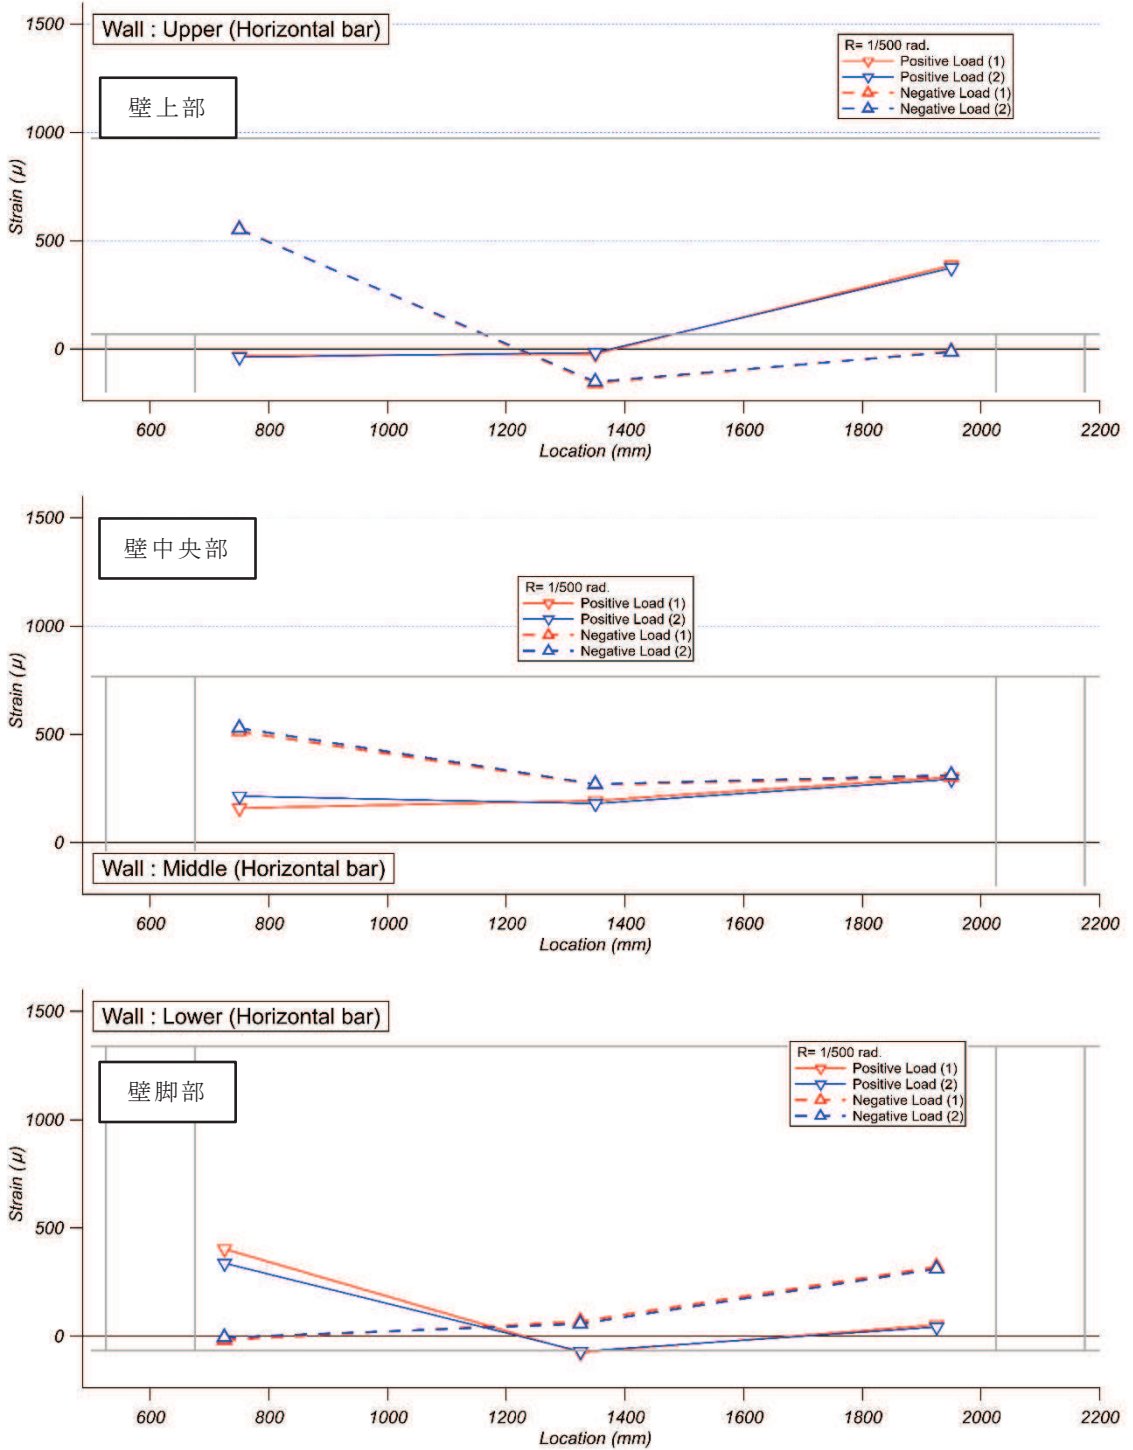 1500
Wall : Upper (Horizontal bar)
R= 1/500 rad.
Positive Load (1)
Positive Load (2)
Negative Load (1)
Negative Load (2)
壁上部
1000
Strain (μ)
500
0
600 800 1000 1200 1400 1600 1800 2000 2200
Location (mm)
1500
壁中央部
R= 1/500 rad.
Positive Load (1)
Positive Load (2)
Negative Load (1)
Negative Load (2)
1000
Strain (μ)
500
0
Wall : Middle (Horizontal bar)
600 800 1000 1200 1400 1600 1800 2000 2200
Location (mm)
1500
Wall : Lower (Horizontal bar)
R= 1/500 rad.
Positive Load (1)
Positive Load (2)
Negative Load (1)
Negative Load (2)
壁脚部
1000
Strain (μ)
500
0
600 800 1000 1200 1400 1600 1800 2000 2200
Location (mm)